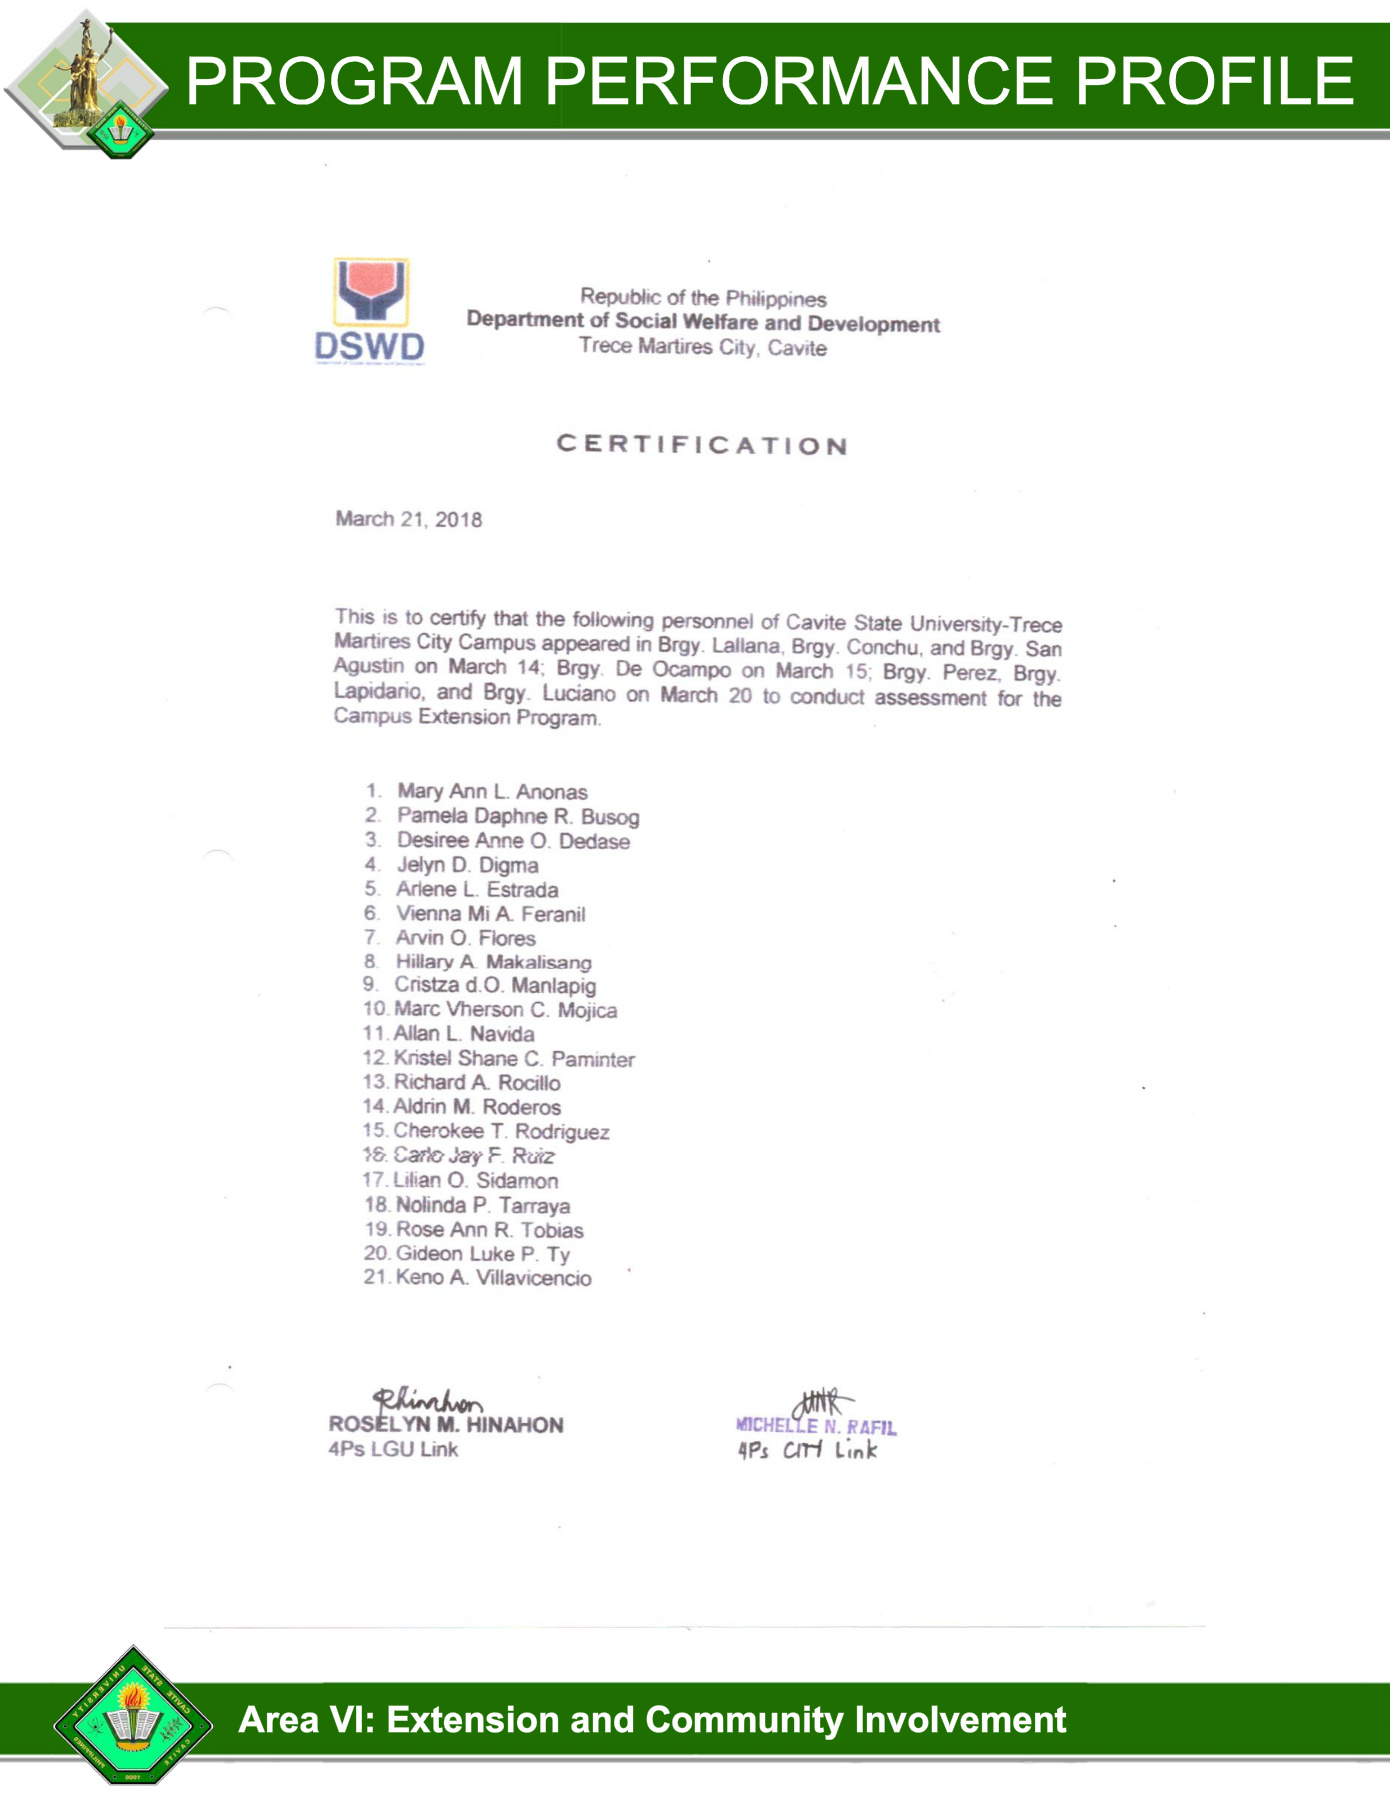 PROGRAM PERFORMANCE PROFILE
DSWD
Republic of the Philippines
Department of Social Welfare and Development
Trece Martires City, Cavite
CERTIFICATION
March 21, 2018
This is to certify that the following personnel of Cavite State University-Trece
Martires City Campus appeared in Brgy. Lallana, Brgy. Conchu, and Brgy. San
Agustin on March 14; Brgy. De Ocampo on March 15; Brgy. Perez, Brgy.
Lapidario, and Brgy. Luciano on March 20 to conduct assessment for the
Campus Extension Program.
1. Mary Ann L. Anonas
2. Pamela Daphne R. Busog
3. Desiree Anne O. Dedase
4. Jelyn D. Digma
5. Arlene L. Estrada
6. Vienna Mi A. Feranil
7. Arvin O. Flores
8. Hillary A. Makalisang
9. Cristza d.O. Manlapig
10. Marc Vherson C. Mojica
11. Allan L. Navida
12. Kristel Shane C. Paminter
13. Richard A. Rocillo
14. Aldrin M. Roderos
15. Cherokee T. Rodriguez
16. Carlo Jay F. Ruiz
17. Lilian O. Sidamon
18. Nolinda P. Tarraya
19. Rose Ann R. Tobias
20. Gideon Luke P. Ty
21. Keno A. Villavicencio
Rhinahon
ROSELYN M. HINAHON
4Ps LGU Link
MICHELLE N. RAFIL
4Ps CITY Link
CAVITE STATE UNIVERSITY
CAVITE PHILIPPINES
1906
Area VI: Extension and Community Involvement